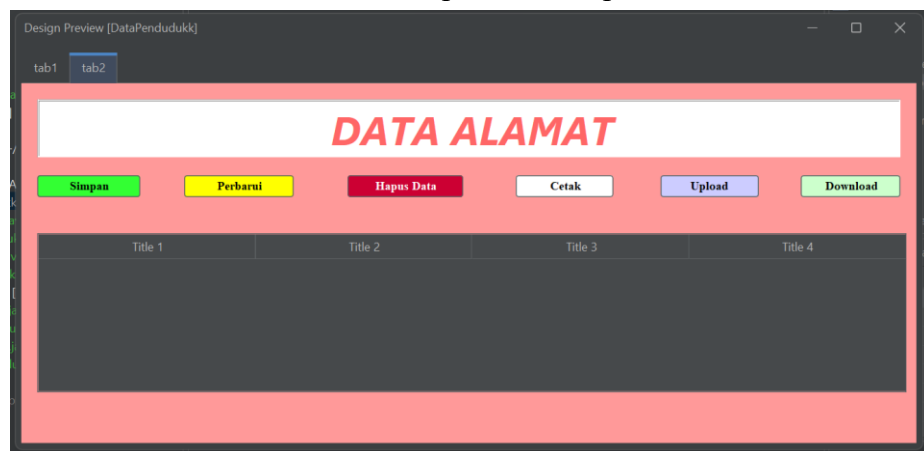 Design Preview [DataPendudukk]
tab1 tab2
DATA ALAMAT
Simpan Perbarui Hapus Data Cetak Upload Download
Title 1 Title 2 Title 3 Title 4